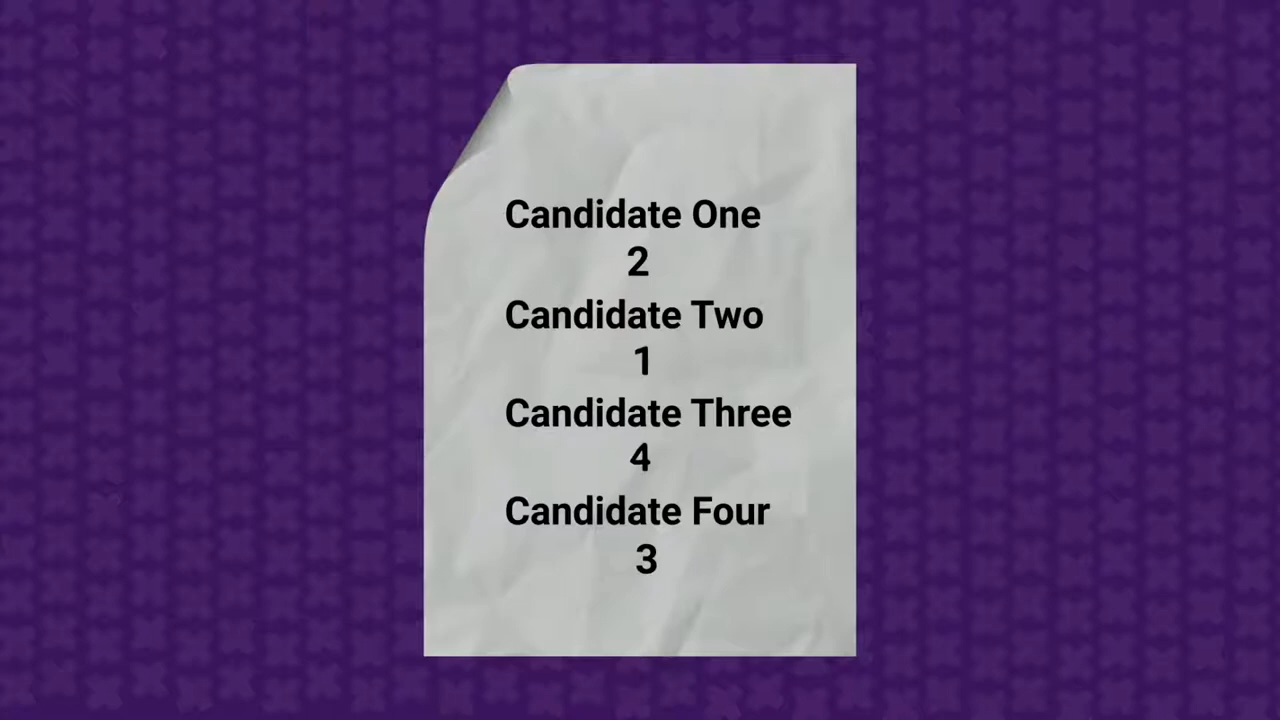 Candidate One
2
Candidate Two
1
Candidate Three
4
Candidate Four
3